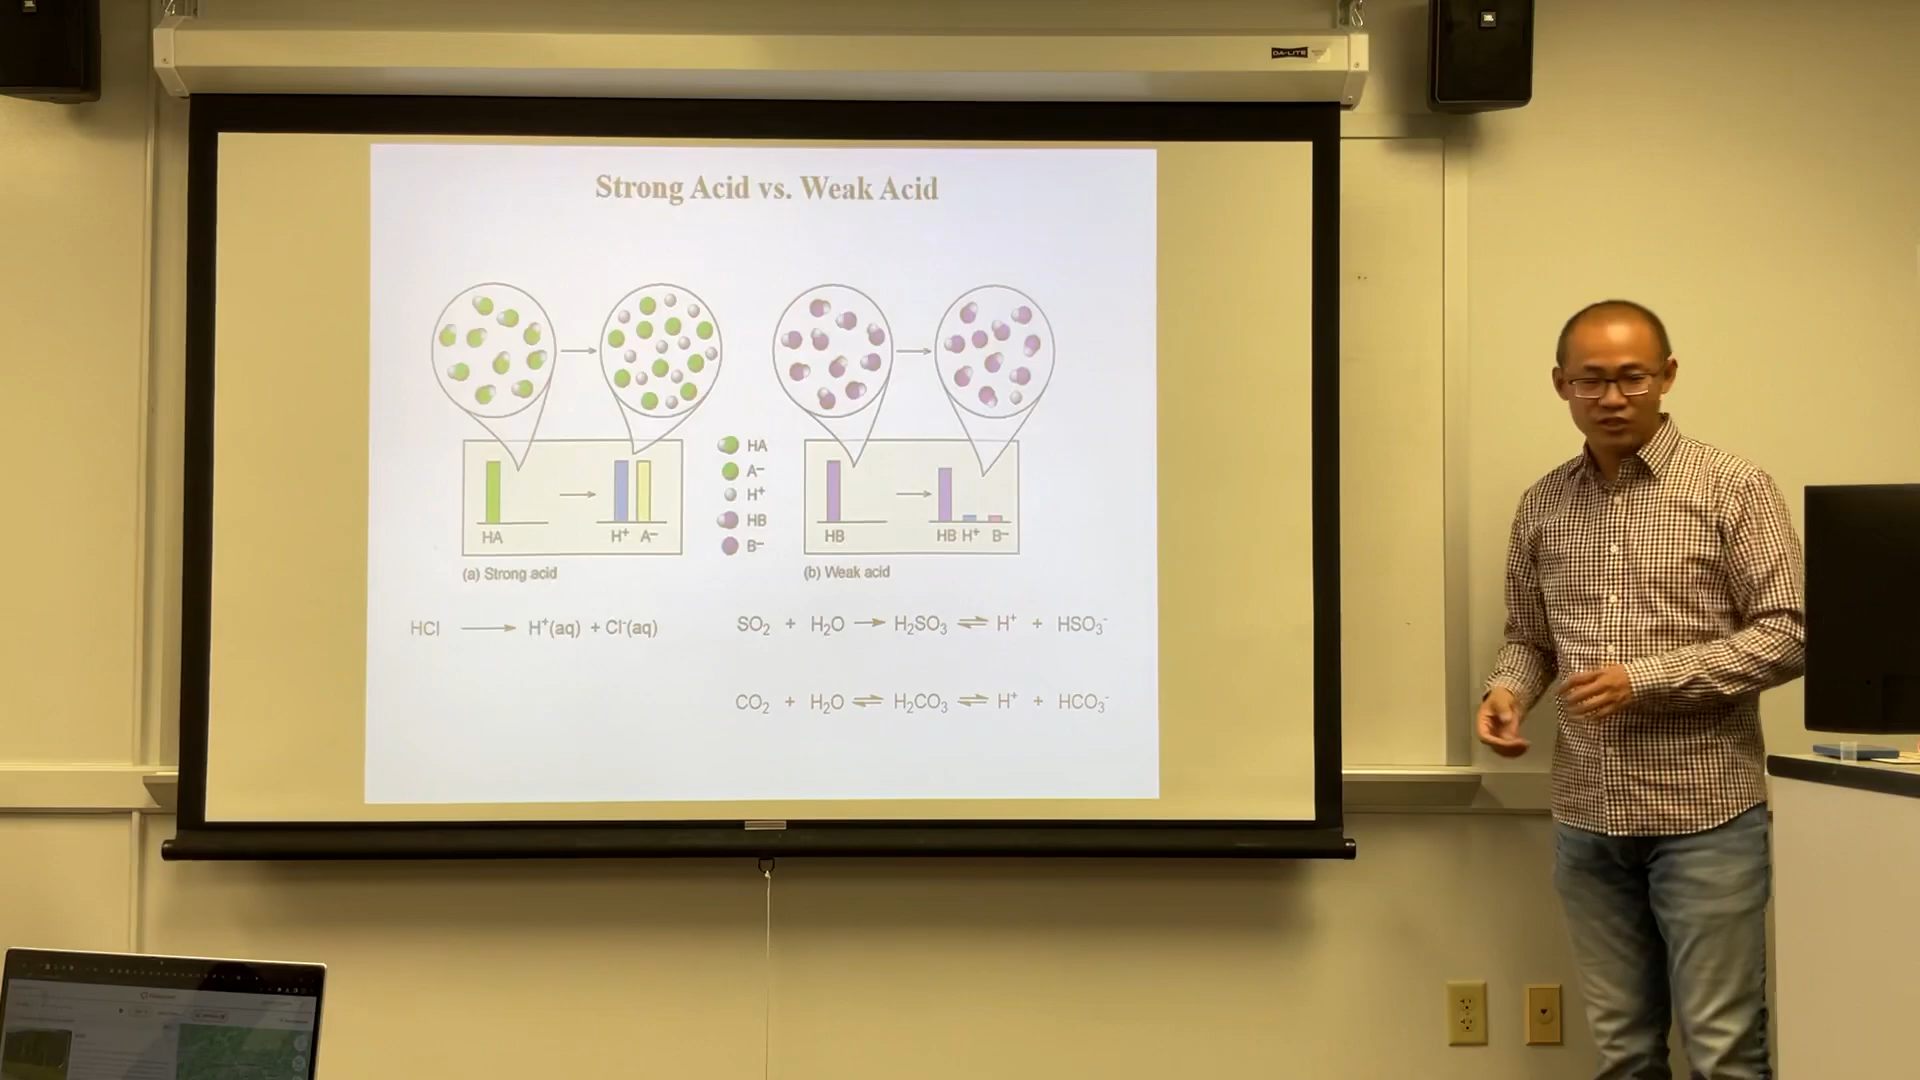 DA-LITE
Strong Acid vs. Weak Acid
HA
A⁻
H⁺
HB
B⁻
HA
H⁺ A⁻
HB
HB H⁺ B⁻
(a) Strong acid
(b) Weak acid
HCl ⟶ H⁺(aq) + Cl⁻(aq)
SO₂ + H₂O → H₂SO₃ ⇌ H⁺ + HSO₃⁻
CO₂ + H₂O ⇌ H₂CO₃ ⇌ H⁺ + HCO₃⁻